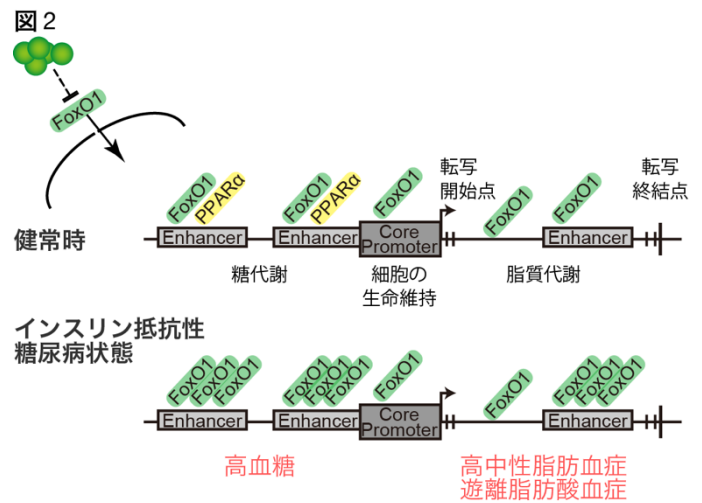 図2
FoxO1
健常時
FoxO1
PPARα
FoxO1
PPARα
FoxO1
転写
開始点
FoxO1
FoxO1
転写
終結点
Enhancer
Enhancer
Core
Promoter
Enhancer
糖代謝
細胞の
生命維持
脂質代謝
インスリン抵抗性
糖尿病状態
FoxO1
FoxO1
FoxO1
FoxO1
FoxO1
FoxO1
FoxO1
FoxO1
FoxO1
FoxO1
FoxO1
Enhancer
Enhancer
Core
Promoter
Enhancer
高血糖
高中性脂肪血症
遊離脂肪酸血症